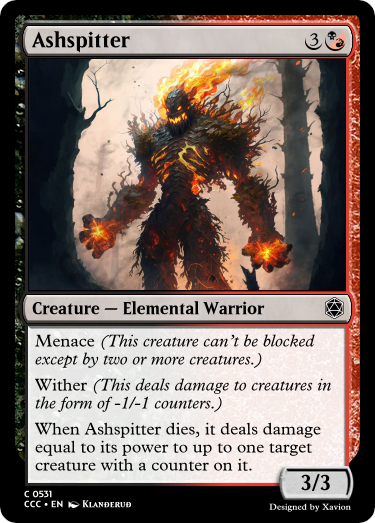 Ashspitter 3
Creature — Elemental Warrior
Menace (This creature can't be blocked
except by two or more creatures.)
Wither (This deals damage to creatures in
the form of -1/-1 counters.)
When Ashspitter dies, it deals damage
equal to its power to up to one target
creature with a counter on it.
3/3
C 0531
CCC • EN Klanderud
Designed by Xavion